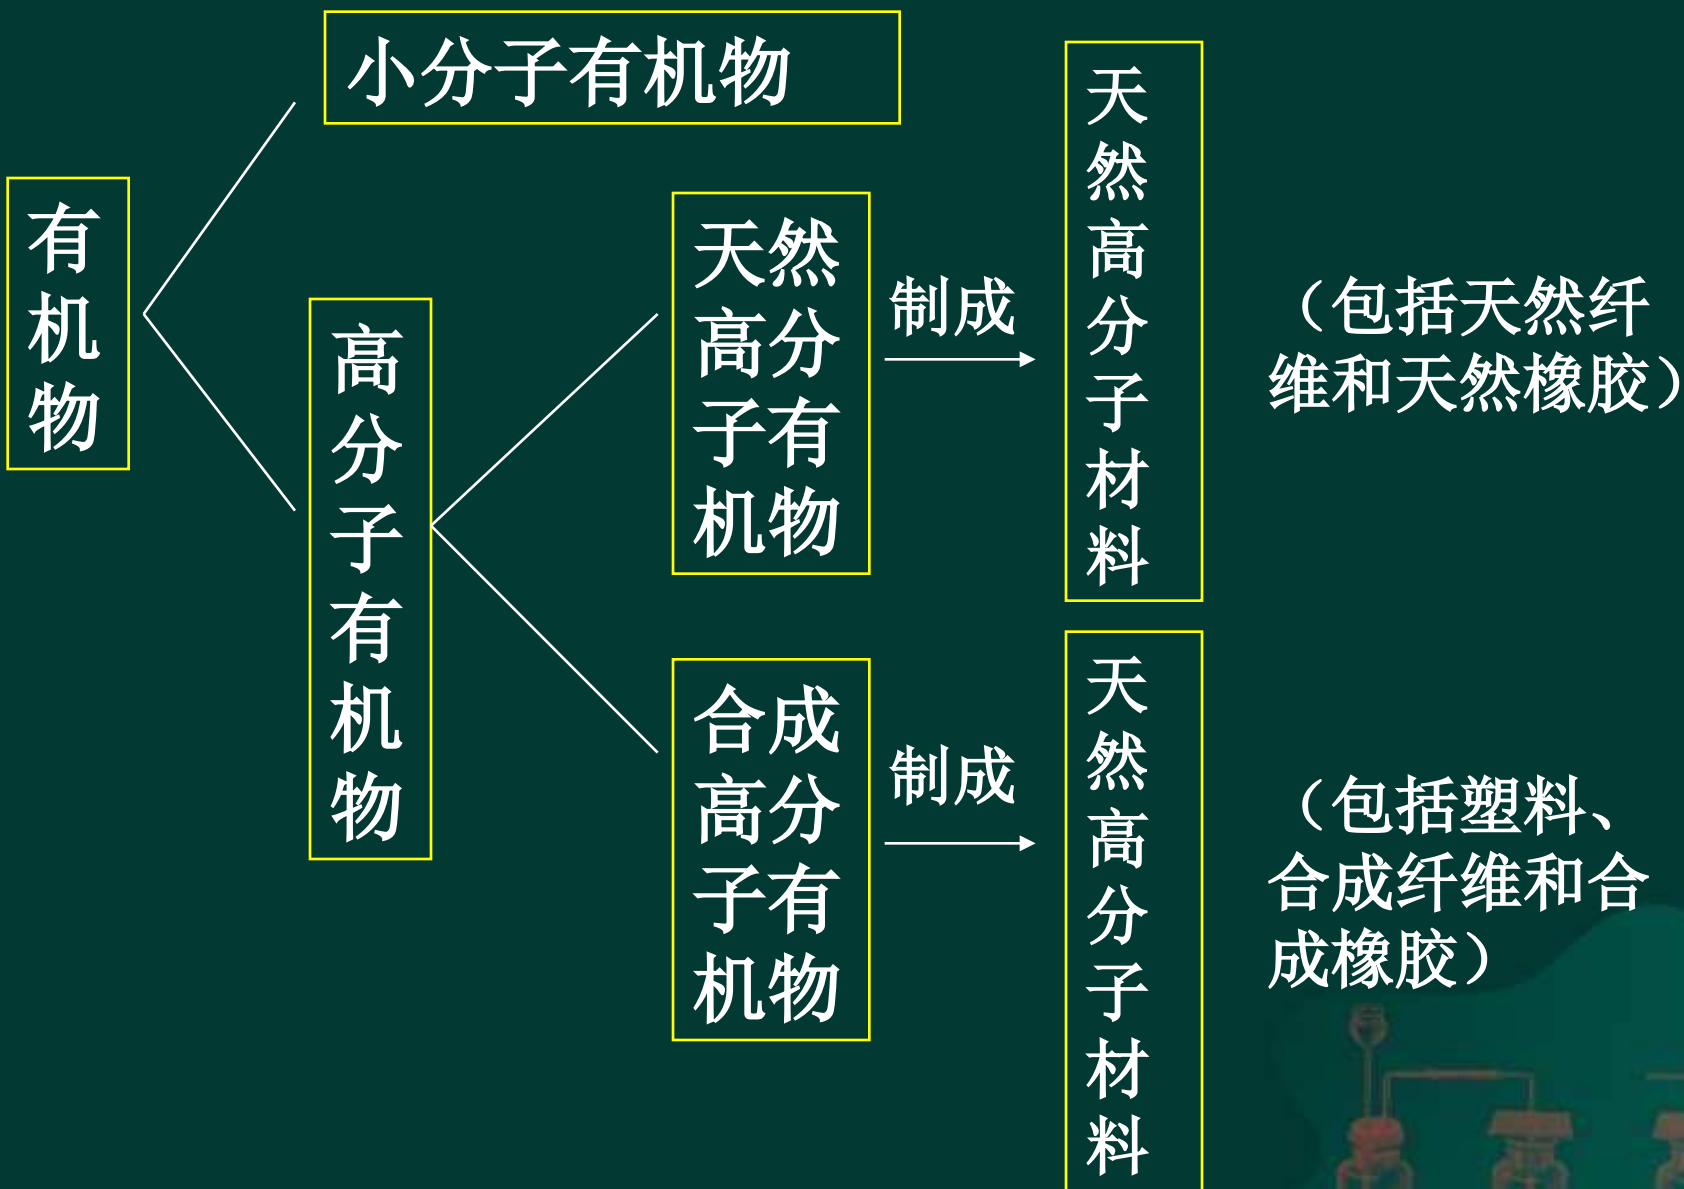 小分子有机物
有
机
物
高
分
子
有
机
物
天然
高分
子有
机物
制成
天
然
高
分
子
材
料
（包括天然纤
维和天然橡胶）
合成
高分
子有
机物
制成
天
然
高
分
子
材
料
（包括塑料、
合成纤维和合
成橡胶）